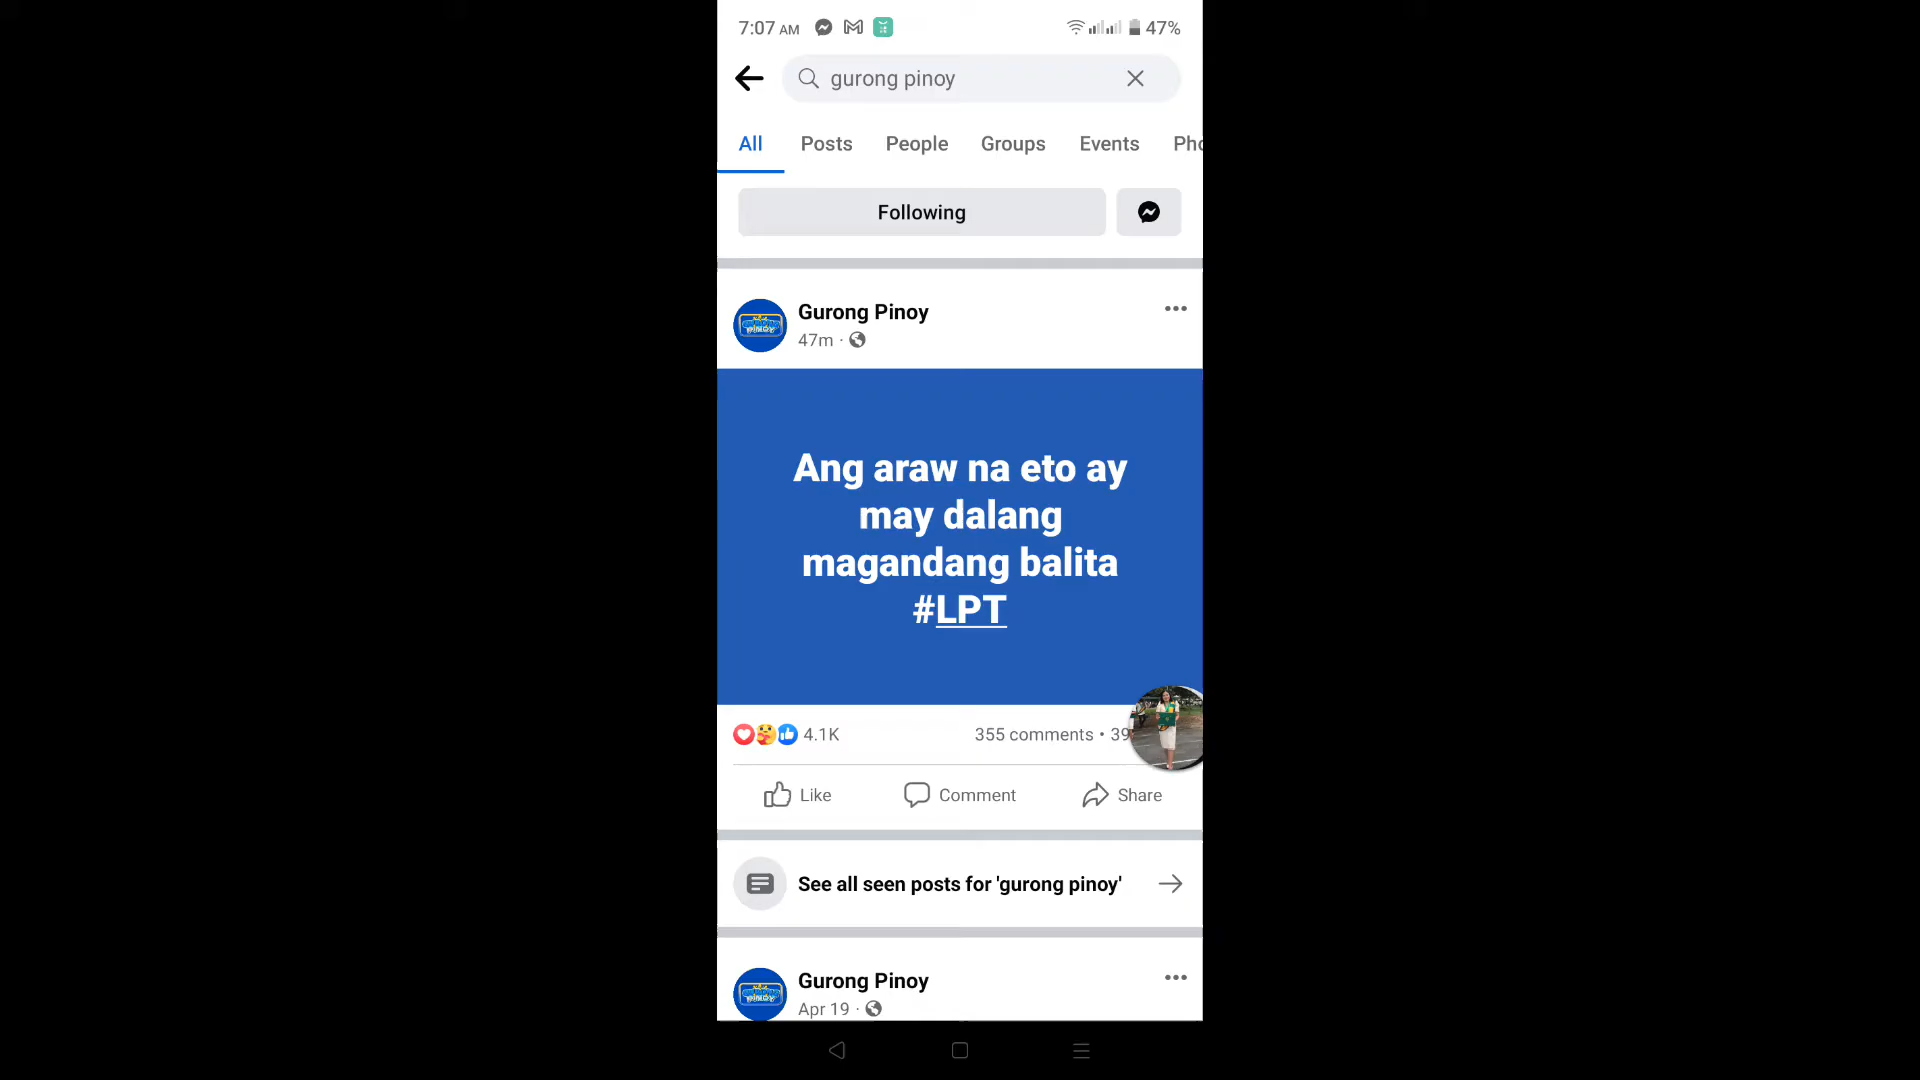 7:07 AM 47%
gurong pinoy
All Posts People Groups Events Pho
Following
Gurong Pinoy
47m ·
Ang araw na eto ay
may dalang
magandang balita
#LPT
4.1K 355 comments • 39
Like Comment Share
See all seen posts for 'gurong pinoy'
Gurong Pinoy
Apr 19 ·